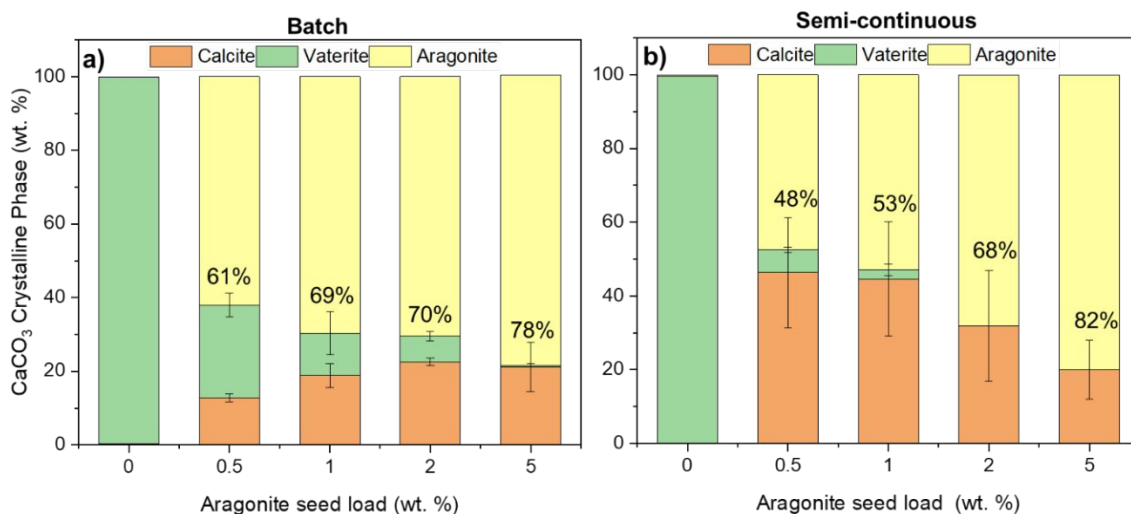 Batch
a) Calcite Vaterite Aragonite
CaCO3 Crystalline Phase (wt. %)
100
80
60
40
20
0
61%
69%
70%
78%
0 0.5 1 2 5
Aragonite seed load (wt. %)
Semi-continuous
b) Calcite Vaterite Aragonite
100
80
60
40
20
0
48%
53%
68%
82%
0 0.5 1 2 5
Aragonite seed load (wt. %)